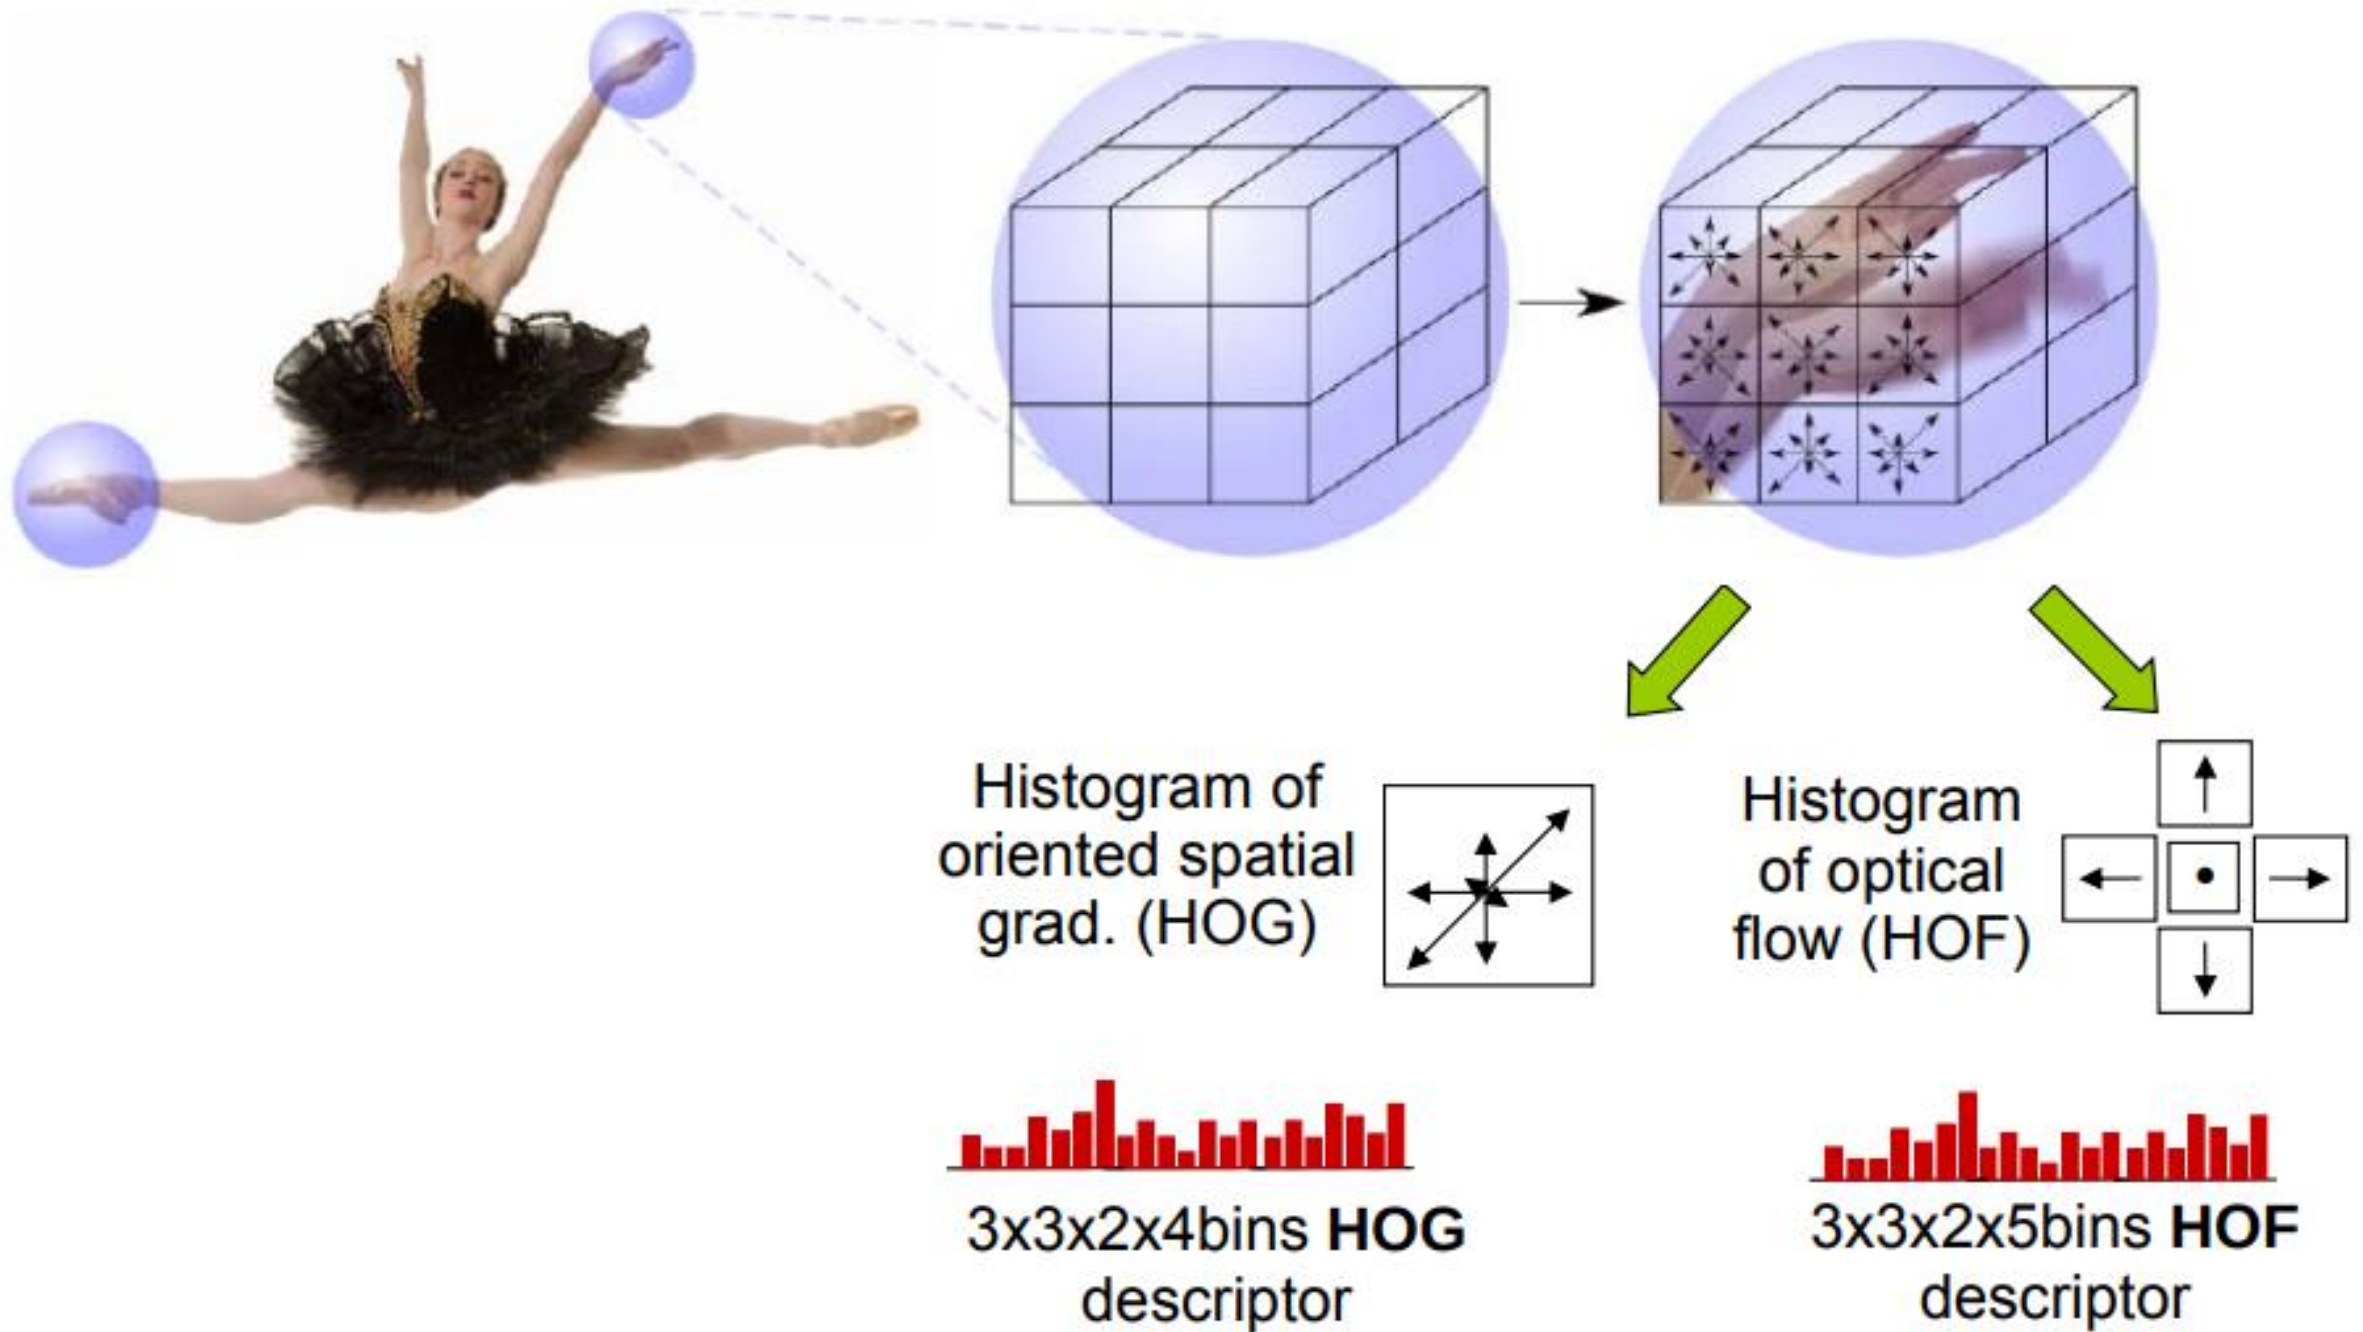 Histogram of
oriented spatial
grad. (HOG)
Histogram
of optical
flow (HOF)
3x3x2x4bins HOG
descriptor
3x3x2x5bins HOF
descriptor